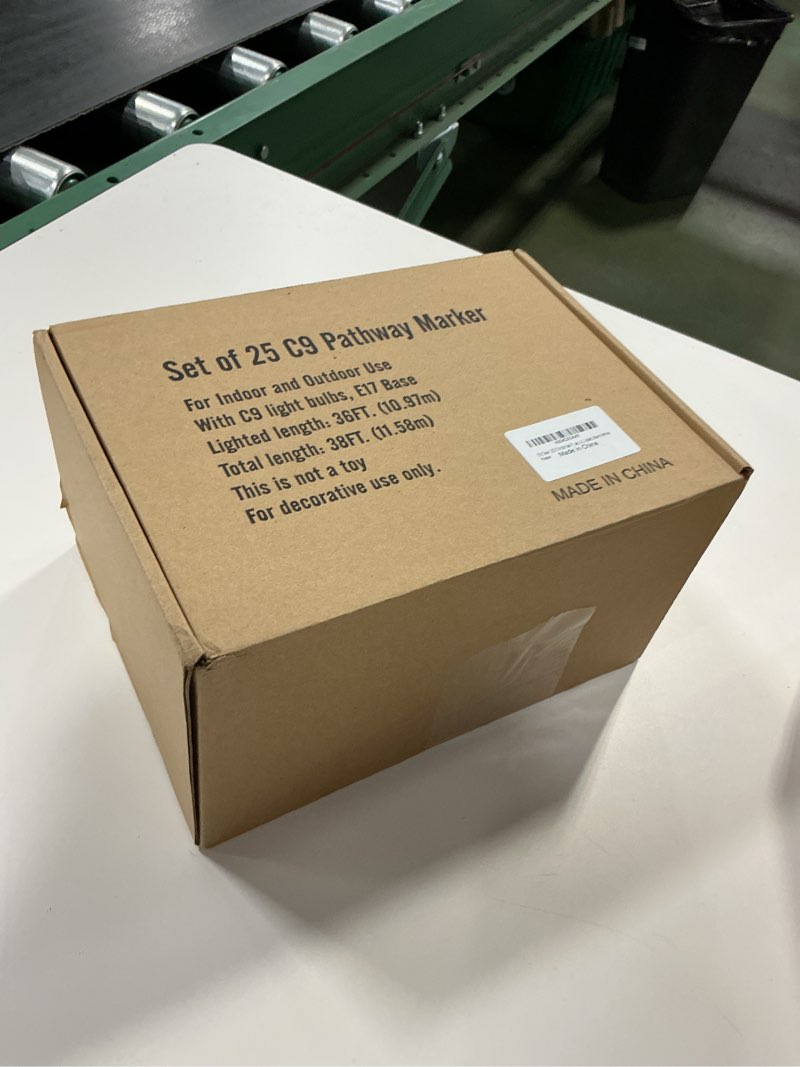 Set of 25 C9 Pathway Marker
For Indoor and Outdoor Use
With C9 light bulbs, E17 Base
Lighted length: 36FT. (10.97m)
Total length: 38FT. (11.58m)
This is not a toy
For decorative use only.
Made in China
MADE IN CHINA